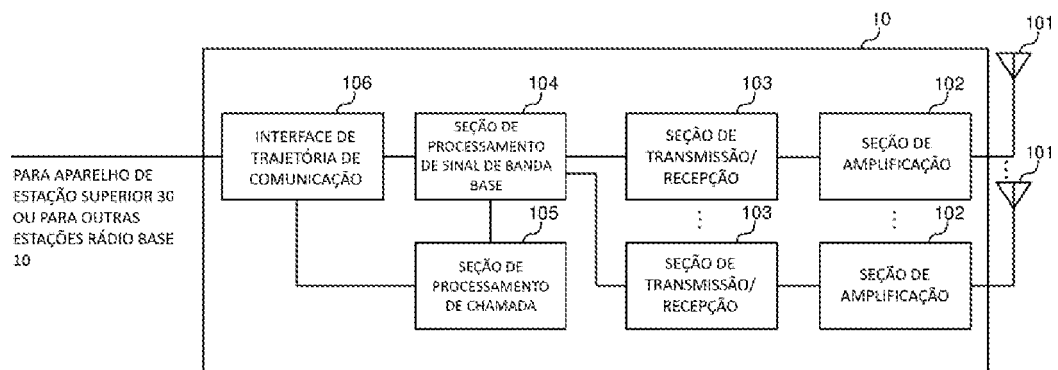 10
101
106
104
103
102
INTERFACE DE
TRAJETÓRIA DE
COMUNICAÇÃO
SEÇÃO DE
PROCESSAMENTO
DE SINAL DE BANDA
BASE
SEÇÃO DE
TRANSMISSÃO/
RECEPÇÃO
SEÇÃO DE
AMPLIFICAÇÃO
101
PARA APARELHO DE
ESTAÇÃO SUPERIOR 30
OU PARA OUTRAS
ESTAÇÕES RÁDIO BASE
10
105
103
102
SEÇÃO DE
PROCESSAMENTO
DE CHAMADA
SEÇÃO DE
TRANSMISSÃO/
RECEPÇÃO
SEÇÃO DE
AMPLIFICAÇÃO